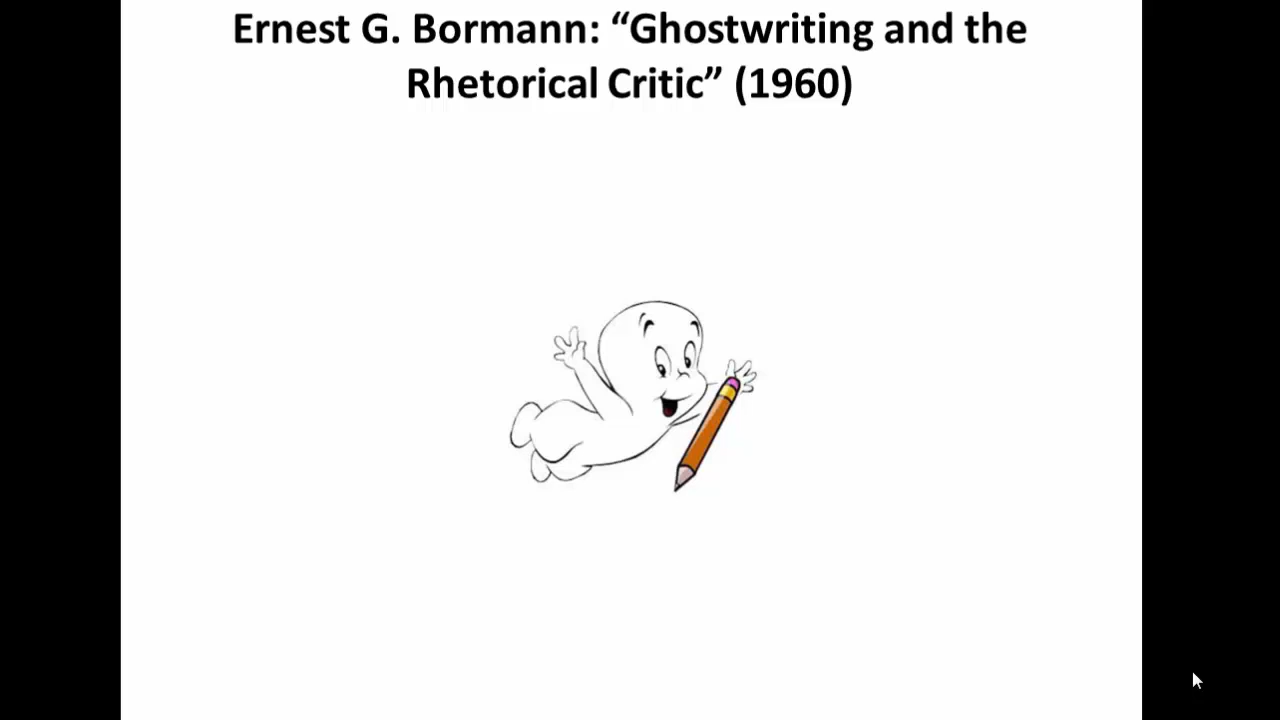 Ernest G. Bormann: “Ghostwriting and the
Rhetorical Critic” (1960)